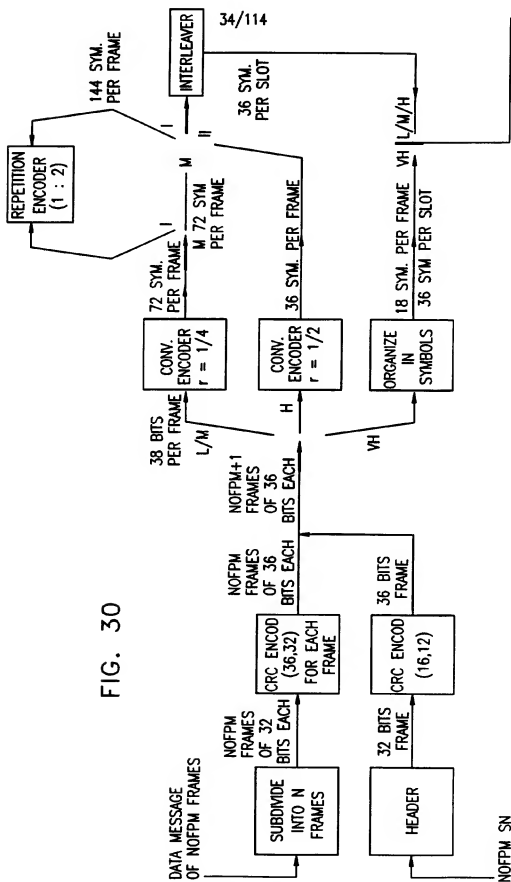 34/114
FIG. 30
DATA MESSAGE
OF NOFPM FRAMES
SUBDIVIDE
INTO N
FRAMES
NOFPM
FRAMES
OF 32
BITS EACH
CRC ENCOD
(36,32)
FOR EACH
FRAME
NOFPM
FRAMES
OF 36
BITS EACH
NOFPM+1
FRAMES
OF 36
BITS EACH
NOFPM SN
HEADER
32 BITS
FRAME
CRC ENCOD
(16,12)
36 BITS
FRAME
38 BITS
PER FRAME
L/M
H
VH
CONV.
ENCODER
r = 1/4
72 SYM.
PER FRAME
CONV.
ENCODER
r = 1/2
36 SYM. PER FRAME
ORGANIZE
IN
SYMBOLS
18 SYM. PER FRAME
36 SYM PER SLOT
I
M 72 SYM
PER FRAME
REPETITION
ENCODER
(1 : 2)
144 SYM.
PER FRAME
I
M
II
INTERLEAVER
36 SYM.
PER SLOT
VH
L/M/H